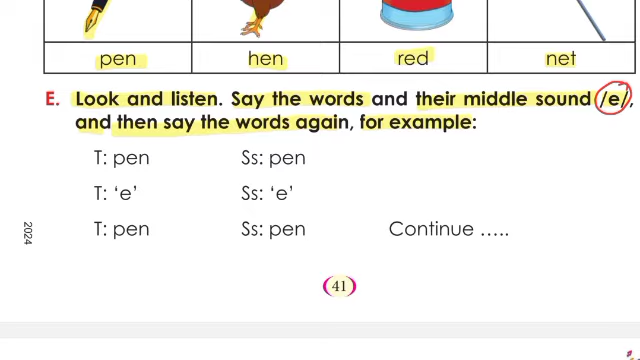 pen hen red net
E. Look and listen. Say the words and their middle sound /e/,
and then say the words again, for example:
T: pen Ss: pen
T: ‘e’ Ss: ‘e’
T: pen Ss: pen Continue …..
2024
41